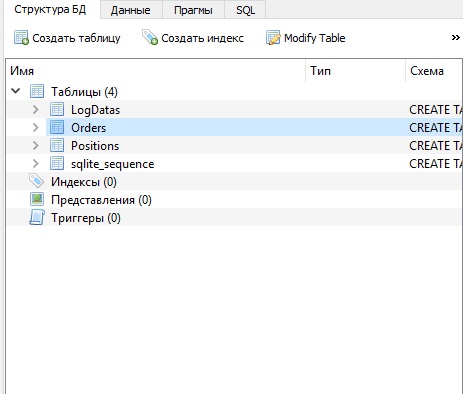 Структура БД Данные Прагмы SQL
Создать таблицу Создать индекс Modify Table »
Имя Тип Схема
Таблицы (4)
LogDatas CREATE TA
Orders CREATE TA
Positions CREATE TA
sqlite_sequence CREATE TA
Индексы (0)
Представления (0)
Триггеры (0)